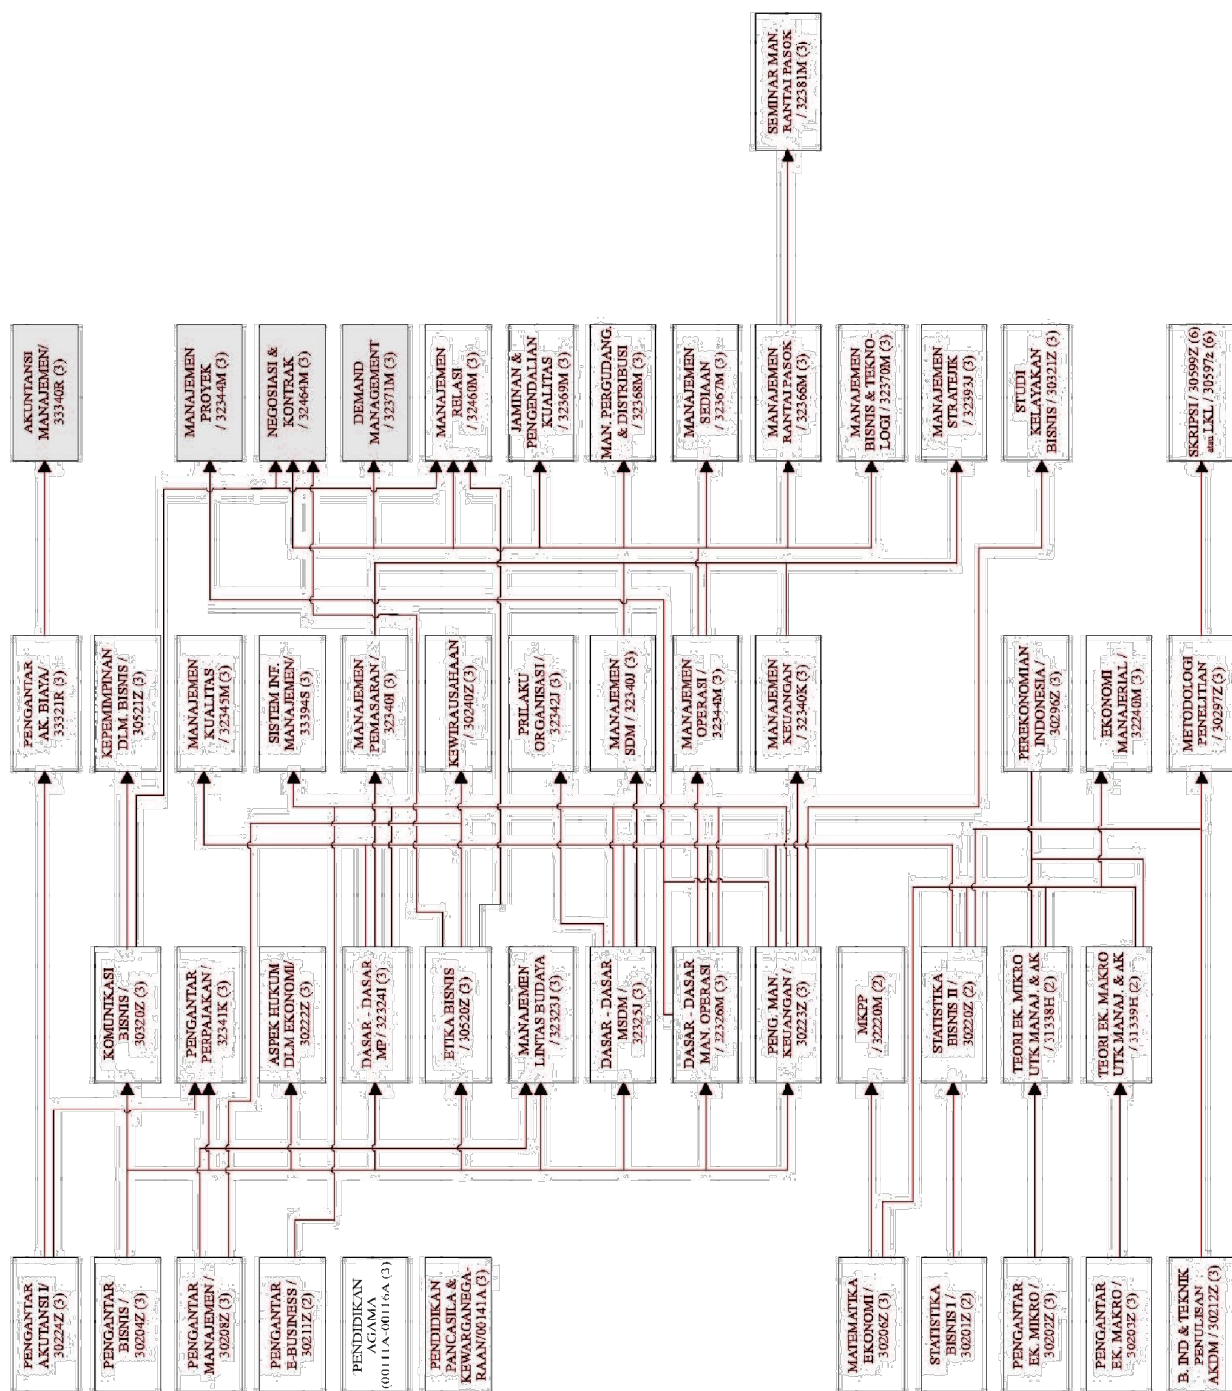 SEMINAR MAN.
RANTAI PASOK
/ 32381M (3)
AKUNTANSI
MANAJEMEN/
33340R (3)
MANAJEMEN
PROYEK
/ 32344M (3)
NEGOSIASI &
KONTRAK
/ 32464M (3)
DEMAND
MANAGEMENT
/ 32371M (3)
MANAJEMEN
RELASI
/ 32460M (3)
JAMINAN &
PENGENDALIAN
KUALITAS
/ 32369M (3)
MAN. PERGUDANG.
& DISTRIBUSI
/ 32368M (3)
MANAJEMEN
SEDIAAN
/ 32367M (3)
MANAJEMEN
RANTAI PASOK
/ 32366M (3)
MANAJEMEN
BISNIS & TEKNO-
LOGI / 32370M (3)
MANAJEMEN
STRATEJIK
/ 32393J (3)
STUDI
KELAYAKAN
BISNIS / 30321Z (3)
SKRIPSI / 30599Z (6)
atau LKL / 30597z (6)
PENGANTAR
AK. BIAYA/
33321R (3)
KEPEMIMPINAN
DLM. BISNIS /
30521Z (3)
MANAJEMEN
KUALITAS
/ 32345M (3)
SISTEM INF.
MANAJEMEN/
33394S (3)
MANAJEMEN
PEMASARAN /
32340I (3)
KEWIRAUSAHAAN
/ 30240Z (3)
PRILAKU
ORGANISASI /
32342J (3)
MANAJEMEN
SDM / 32340J (3)
MANAJEMEN
OPERASI /
32344M (3)
MANAJEMEN
KEUANGAN
/ 32340K (3)
PEREKONOMIAN
INDONESIA /
30296Z (3)
EKONOMI
MANAJERIAL /
32240M (3)
METODOLOGI
PENELITIAN
/ 30297Z (3)
KOMUNIKASI
BISNIS /
30320Z (3)
PENGANTAR
PERPAJAKAN /
32341K (3)
ASPEK HUKUM
DLM EKONOMI/
30222Z (3)
DASAR - DASAR
MP / 32324I (3)
ETIKA BISNIS
/ 30520Z (3)
MANAJEMEN
LINTAS BUDAYA
/ 32323J (3)
DASAR - DASAR
MSDM /
32325J (3)
DASAR - DASAR
MAN. OPERASI
/ 32326M (3)
PENG. MAN.
KEUANGAN /
30223Z (3)
MKPP
/ 32220M (2)
STATISTIKA
BISNIS II /
30220Z (2)
TEORI EK. MIKRO
UTK MANAJ. & AK
/ 31338H (2)
TEORI EK. MAKRO
UTK MANAJ. & AK
/ 31339H (2)
PENGANTAR
AKUTANSI I/
30224Z (3)
PENGANTAR
BISNIS /
30204Z (3)
PENGANTAR
MANAJEMEN /
30208Z (3)
PENGANTAR
E-BUSINESS /
30211Z (2)
PENDIDIKAN
AGAMA
(00111A-00116A (3)
PENDIDIKAN
PANCASILA &
KEWARGANEGA-
RAAN/00141A (3)
MATEMATIKA
EKONOMI /
30206Z (3)
STATISTIKA
BISNIS I /
30201Z (2)
PENGANTAR
EK. MIKRO /
30202Z (3)
PENGANTAR
EK. MAKRO /
30203Z (3)
B. IND & TEKNIK
PENULISAN
AKDM / 30212Z (3)